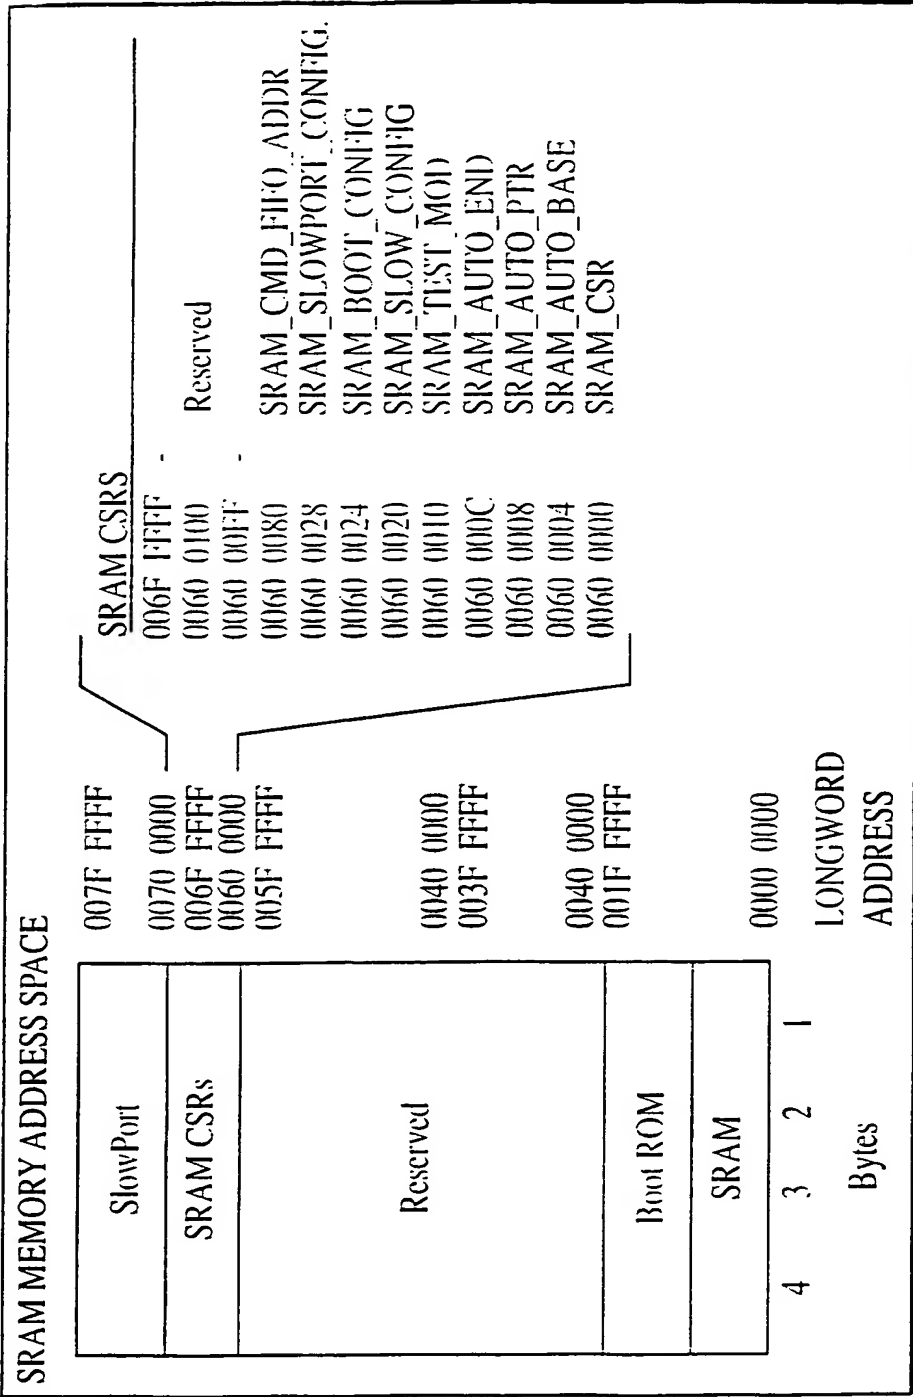 SRAM MEMORY ADDRESS SPACE
SlowPort
SRAM CSRs
Reserved
Boot ROM
SRAM
4 3 2 1
Bytes
007F FFFF
0070 0000
006F FFFF
0060 0000
005F FFFF
0040 0000
003F FFFF
0040 0000
001F FFFF
0000 0000
LONGWORD
ADDRESS
SRAM CSRS
006F FFFF -
0060 0100 Reserved
0060 00FF -
0060 0080 SRAM_CMD_FIFO_ADDR
0060 0028 SRAM_SLOWPORT_CONFIG.
0060 0024 SRAM_BOOT_CONFIG
0060 0020 SRAM_SLOW_CONFIG
0060 0010 SRAM_TEST_MOD
0060 000C SRAM_AUTO_END
0060 0008 SRAM_AUTO_PTR
0060 0004 SRAM_AUTO_BASE
0060 0000 SRAM_CSR